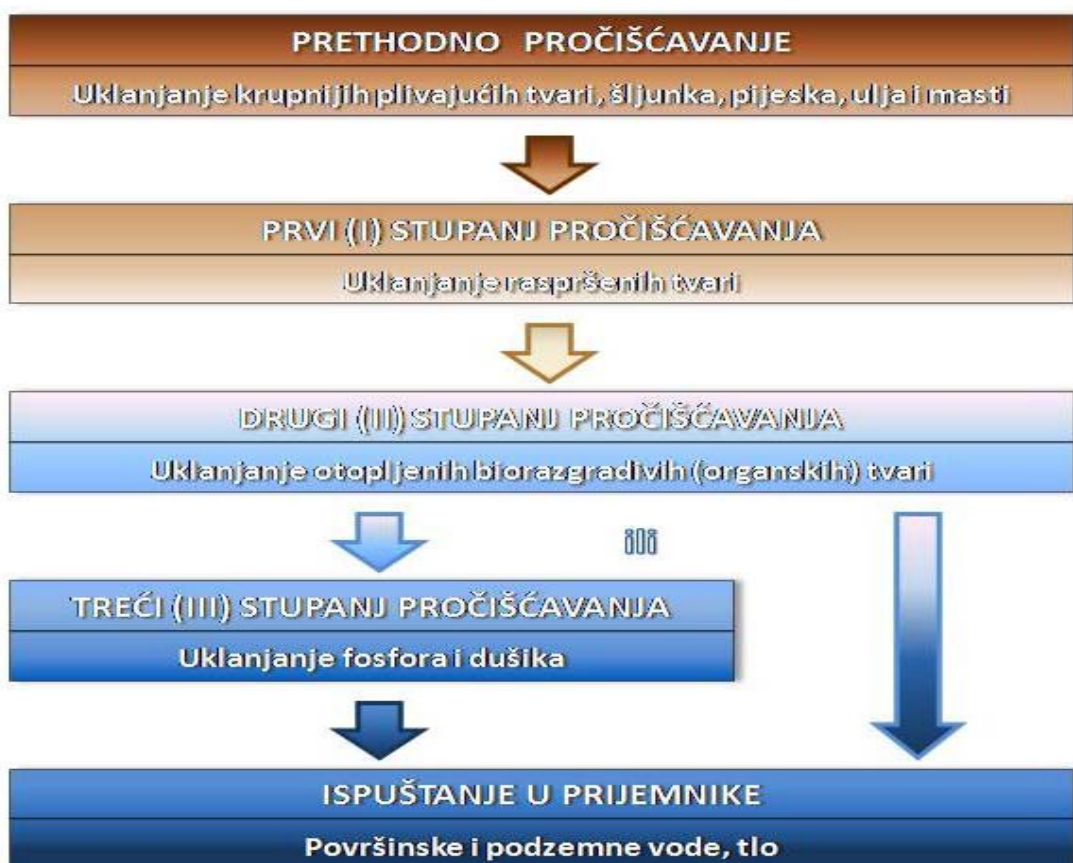 PRETHODNO PROČIŠĆAVANJE
Uklanjanje krupnijih plivajućih tvari, šljunka, pijeska, ulja i masti
PRVI (I) STUPANJ PROČIŠĆAVANJA
Uklanjanje raspršenih tvari
DRUGI (II) STUPANJ PROČIŠĆAVANJA
Uklanjanje otopljenih biorazgradivih (organskih) tvari
ili
TREĆI (III) STUPANJ PROČIŠĆAVANJA
Uklanjanje fosfora i dušika
ISPUŠTANJE U PRIJEMNIKE
Površinske i podzemne vode, tlo